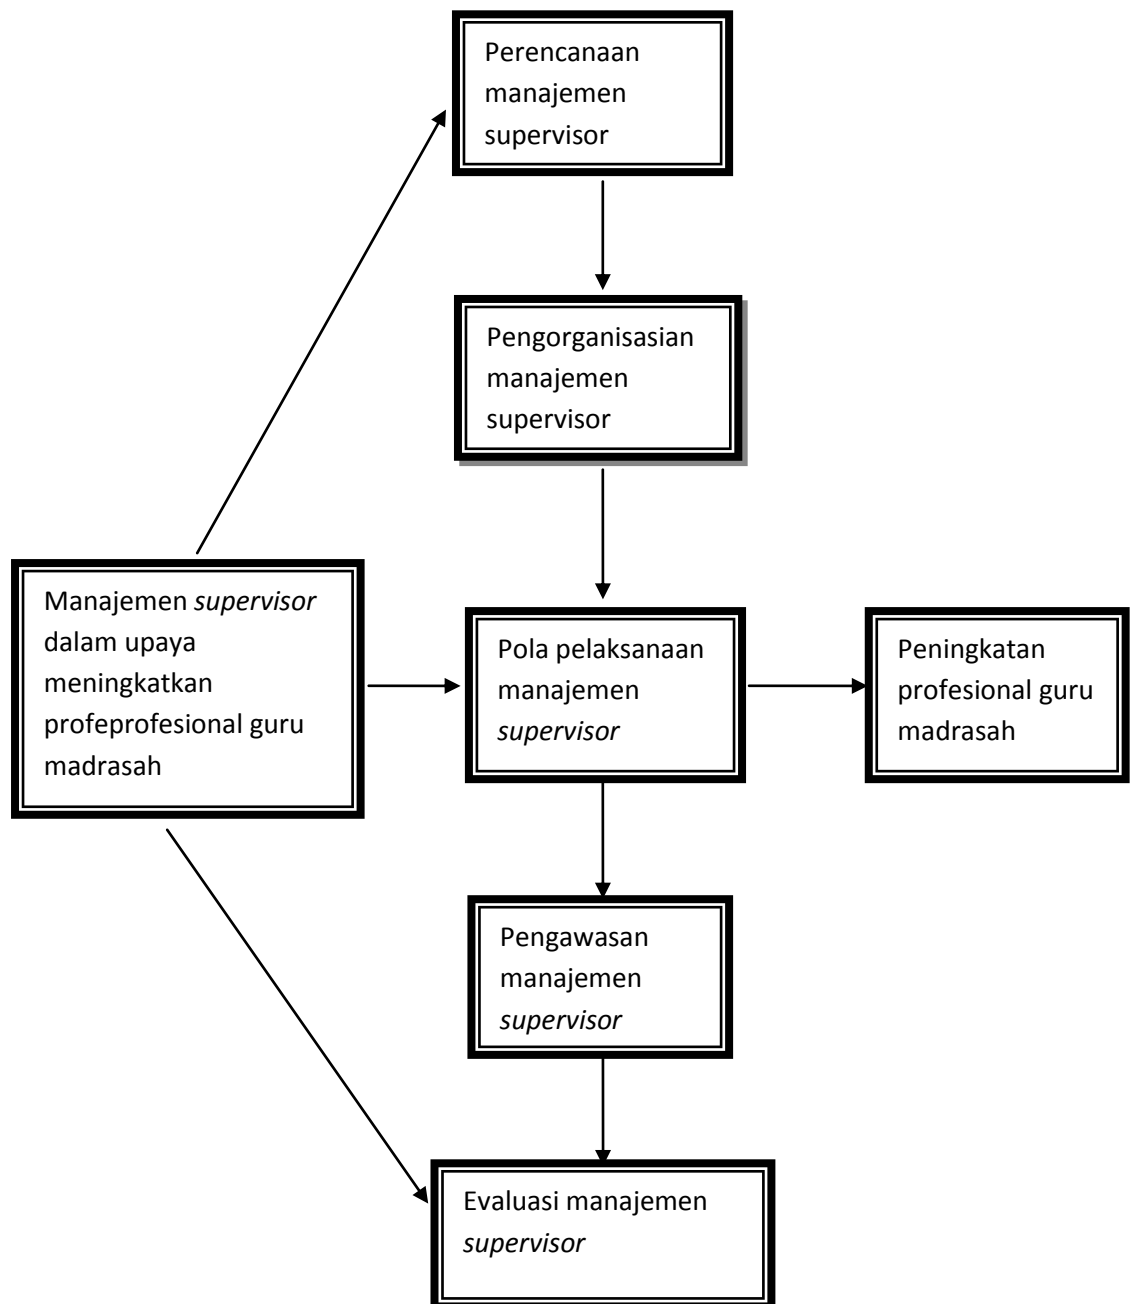 Perencanaan
manajemen
supervisor
Pengorganisasian
manajemen
supervisor
Manajemen supervisor
dalam upaya
meningkatkan
profeprofesional guru
madrasah
Pola pelaksanaan
manajemen
supervisor
Peningkatan
profesional guru
madrasah
Pengawasan
manajemen
supervisor
Evaluasi manajemen
supervisor